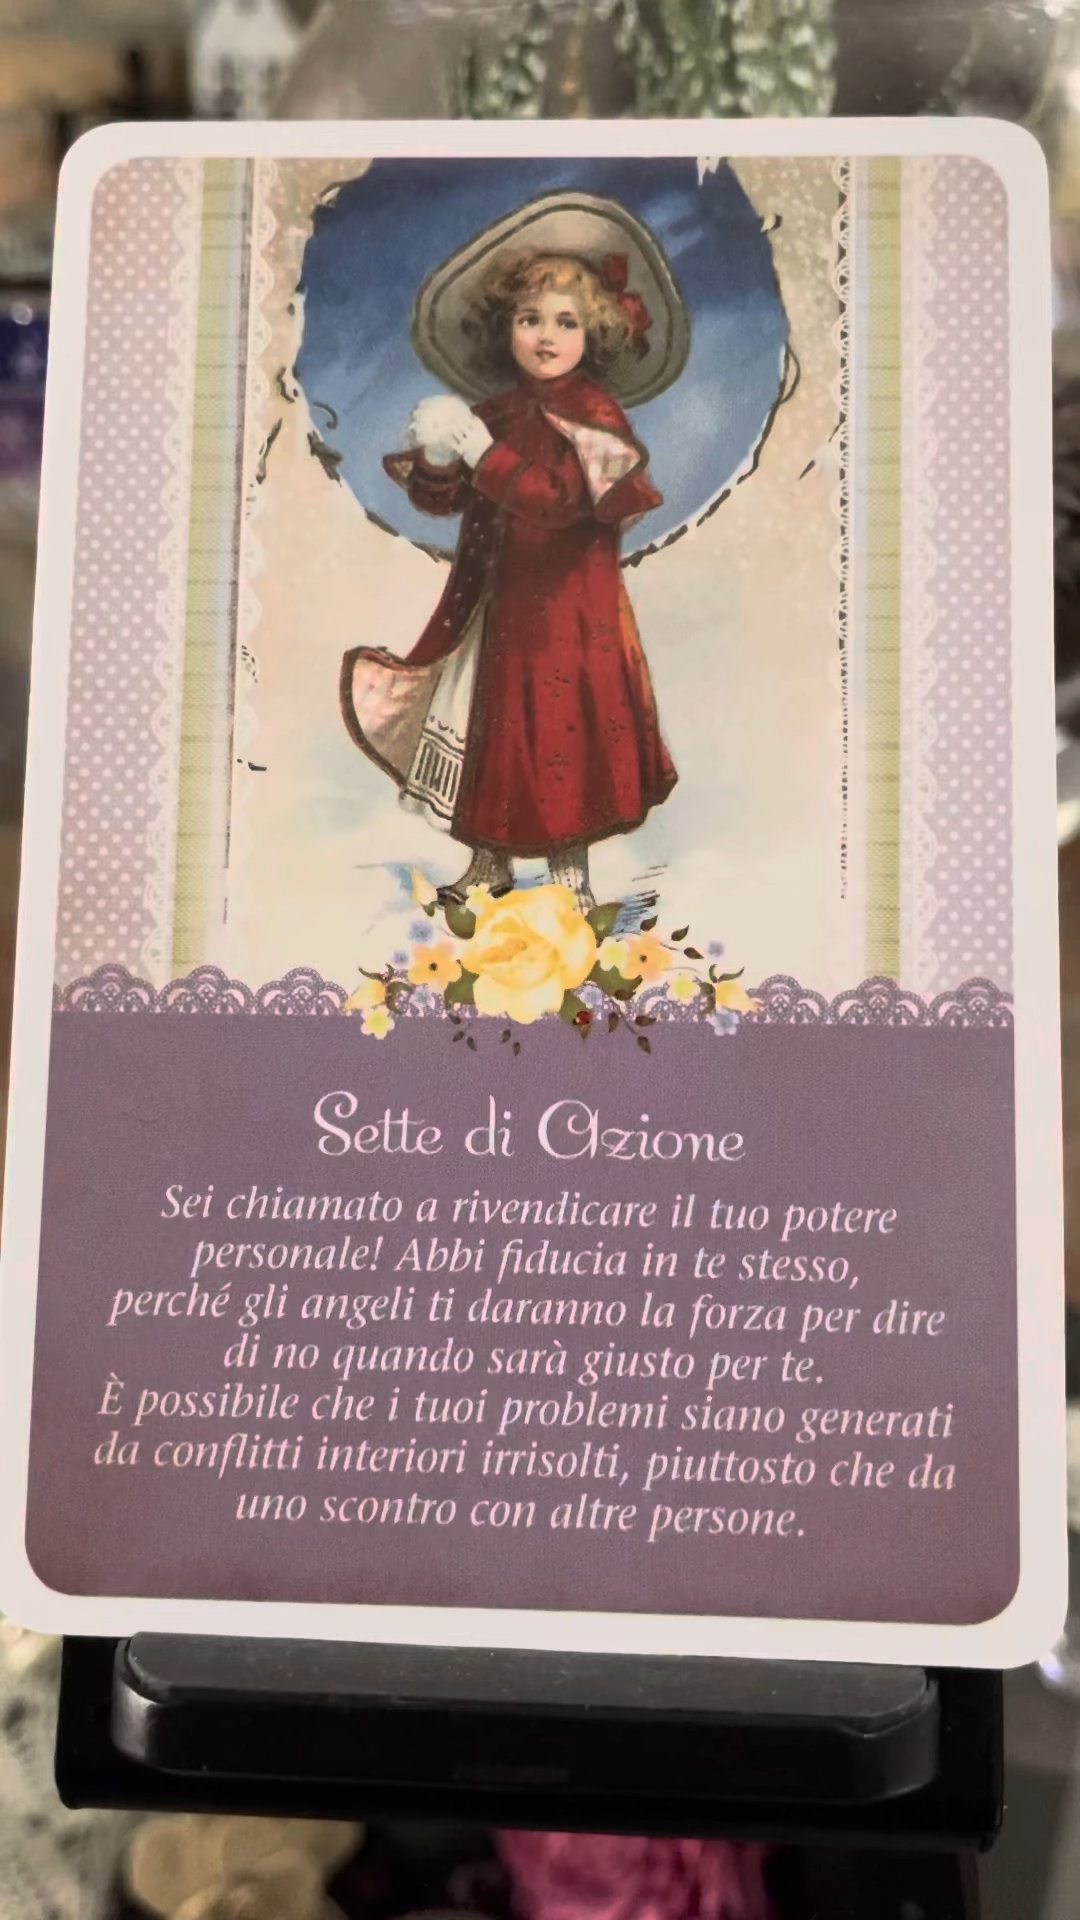 Sette di Azione
Sei chiamato a rivendicare il tuo potere
personale! Abbi fiducia in te stesso,
perché gli angeli ti daranno la forza per dire
di no quando sarà giusto per te.
È possibile che i tuoi problemi siano generati
da conflitti interiori irrisolti, piuttosto che da
uno scontro con altre persone.